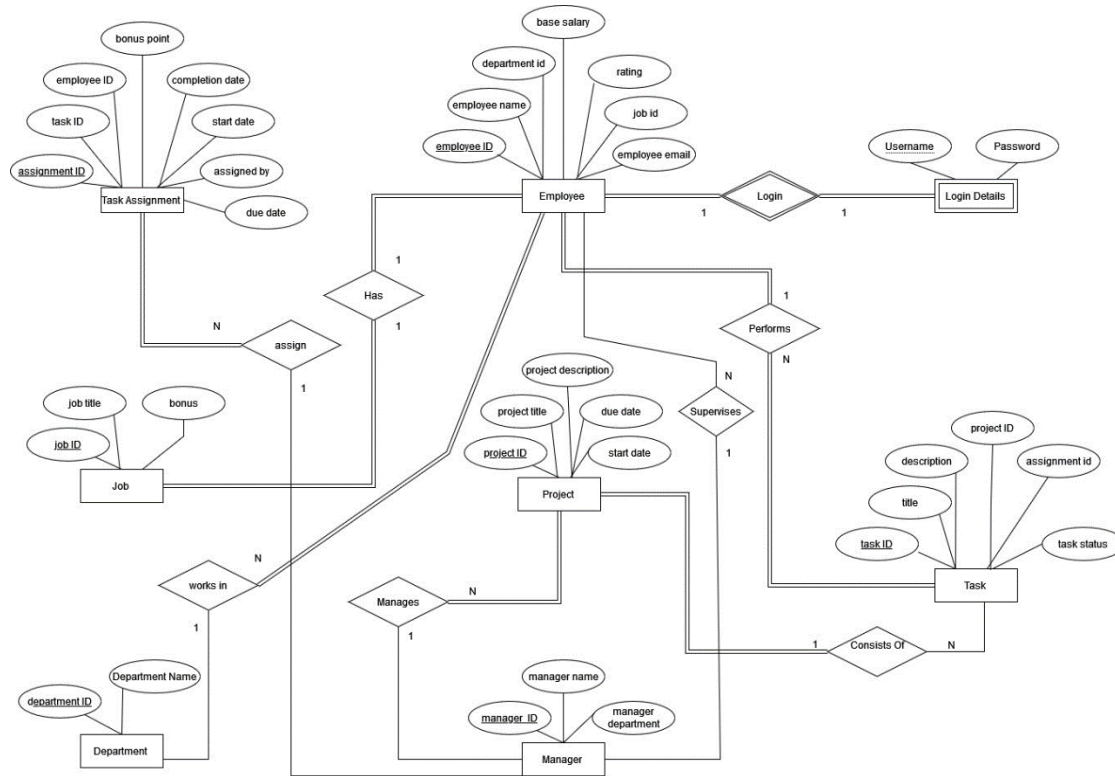 base salary
bonus point
department id
rating
employee ID
completion date
employee name
job id
task ID
start date
employee ID
employee email
Username
Password
assignment ID
assigned by
Task Assignment
Employee
Login
Login Details
due date
1
1
1
Has
1
N
1
Performs
assign
1
N
project description
N
job title
bonus
project title
due date
Supervises
project ID
job ID
project ID
start date
1
description
assignment id
Job
Project
title
task ID
task status
N
works in
Task
N
Manages
1
1
1
Consists Of
N
Department Name
manager name
department ID
manager ID
manager
department
Department
Manager